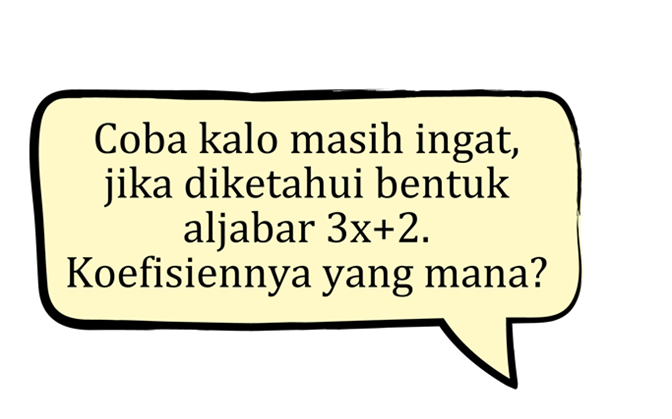 Coba kalo masih ingat,
jika diketahui bentuk
aljabar 3x+2.
Koefisiennya yang mana?